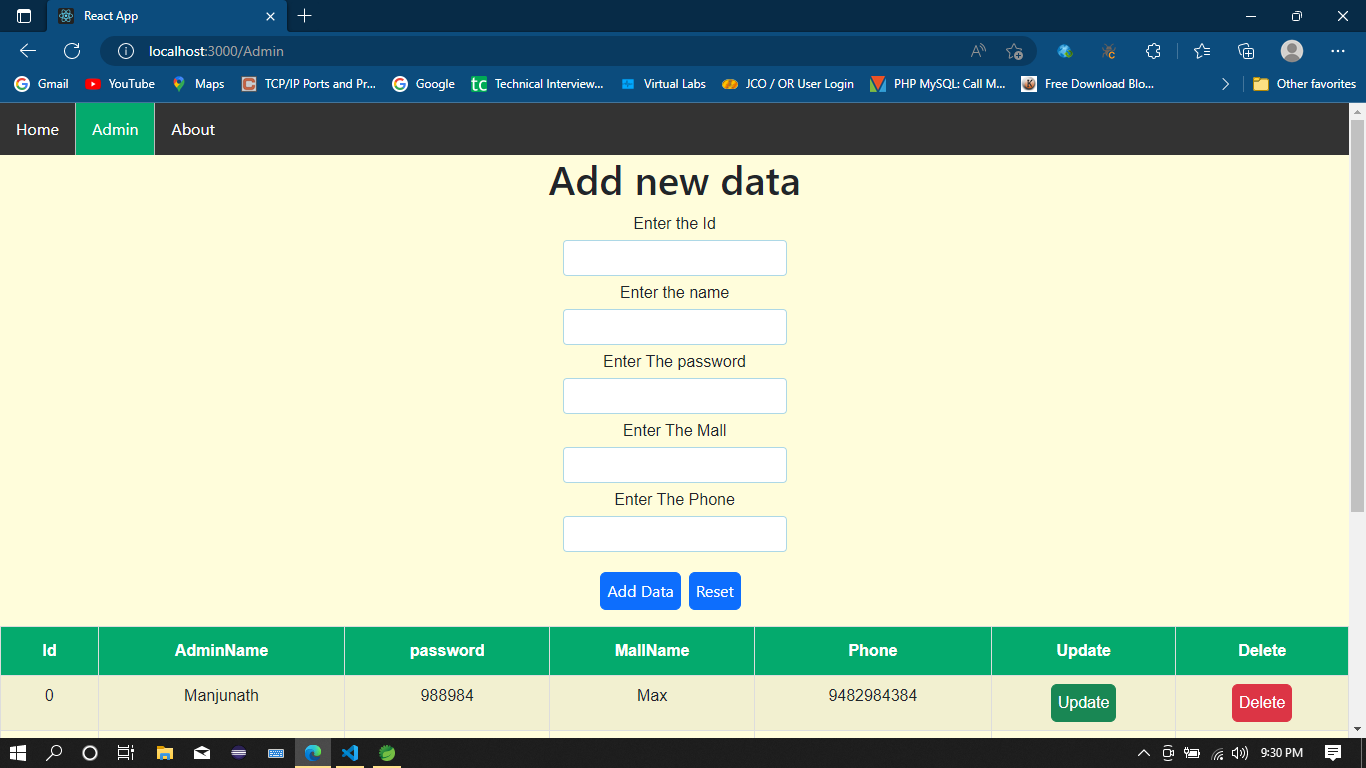 React App
localhost:3000/Admin
Gmail YouTube Maps TCP/IP Ports and Pr... Google tc Technical Interview... Virtual Labs JCO / OR User Login PHP MySQL: Call M... Free Download Blo... Other favorites
Home Admin About
Add new data
Enter the Id
Enter the name
Enter The password
Enter The Mall
Enter The Phone
Add Data Reset
Id AdminName password MallName Phone Update Delete
0 Manjunath 988984 Max 9482984384 Update Delete
9:30 PM